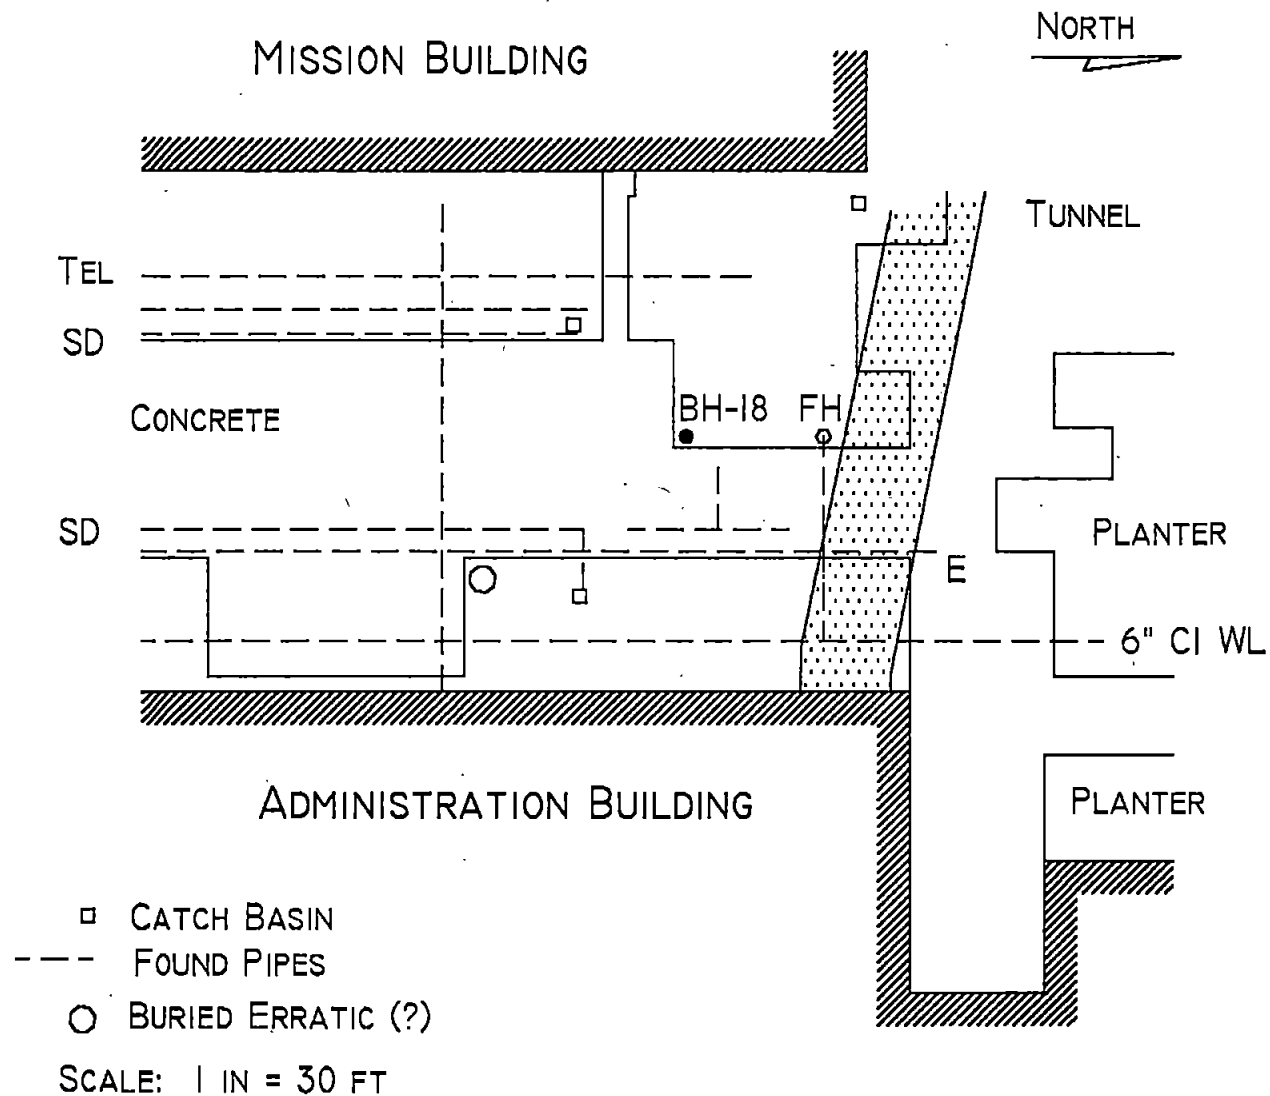 NORTH
MISSION BUILDING
TUNNEL
TEL
SD
CONCRETE
BH-18 FH
SD
PLANTER
E
6" CI WL
ADMINISTRATION BUILDING
PLANTER
CATCH BASIN
FOUND PIPES
BURIED ERRATIC (?)
SCALE: 1 IN = 30 FT